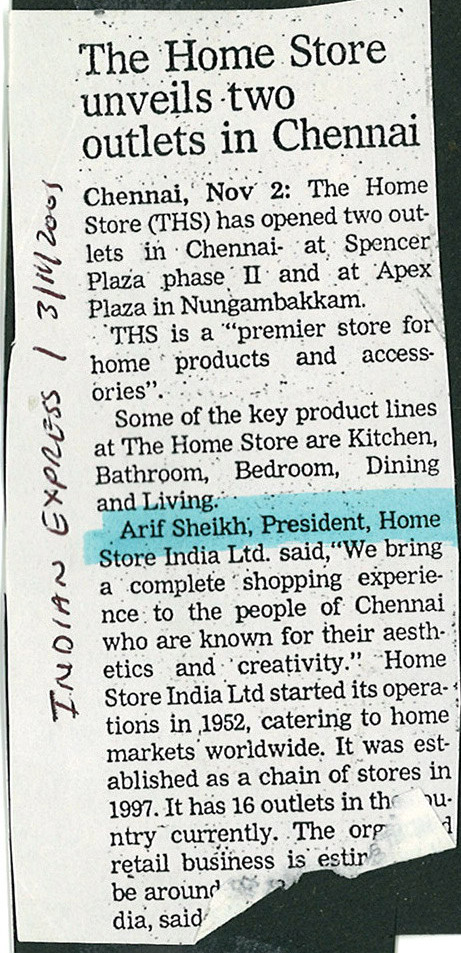 The Home Store
unveils two
outlets in Chennai
Chennai, Nov 2: The Home
Store (THS) has opened two out-
lets in Chennai- at Spencer
Plaza phase II and at Apex
Plaza in Nungambakkam.
THS is a “premier store for
home products and access-
ories”.
Some of the key product lines
at The Home Store are Kitchen,
Bathroom, Bedroom, Dining
and Living.
Arif Sheikh, President, Home
Store India Ltd. said,“We bring
a complete shopping experie-
nce to the people of Chennai
who are known for their aesth-
etics and creativity.” Home
Store India Ltd started its opera-
tions in 1952, catering to home
markets worldwide. It was est-
ablished as a chain of stores in
1997. It has 16 outlets in the
ntry currently. The
retail business is
be around
dia, said
INDIAN EXPRESS / 3/11/2001